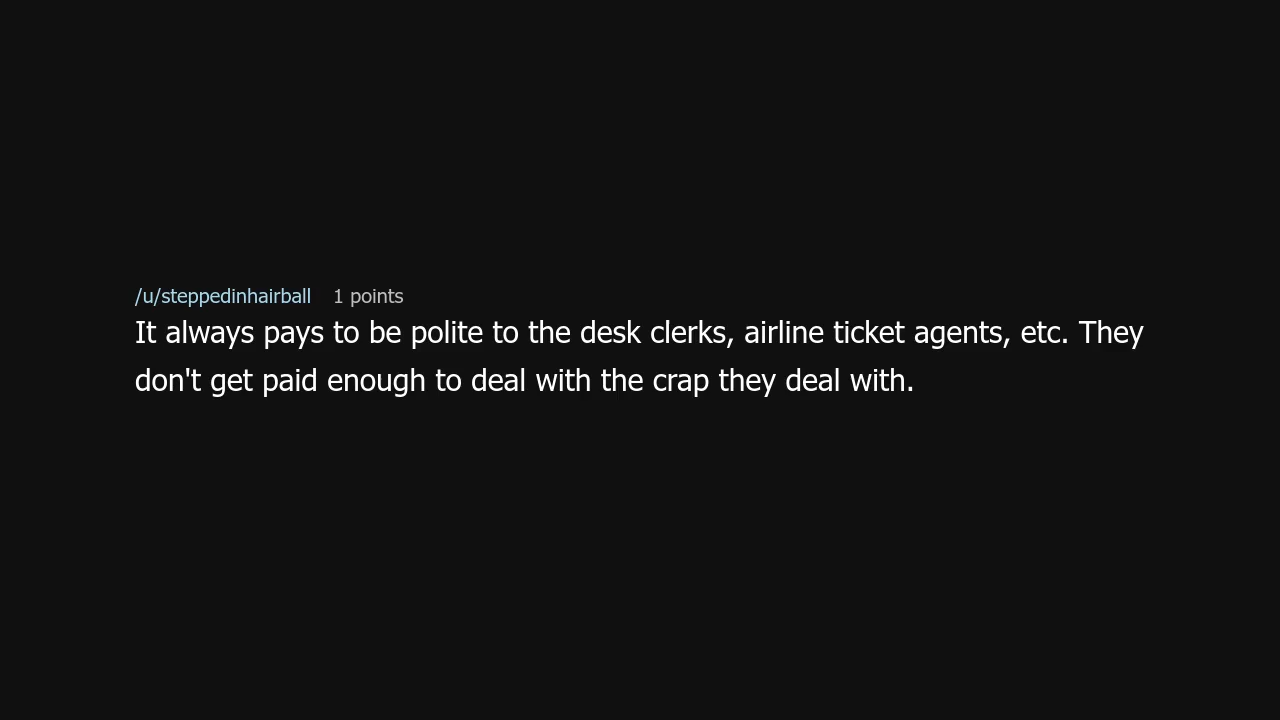 /u/steppedinhairball 1 points
It always pays to be polite to the desk clerks, airline ticket agents, etc. They
don't get paid enough to deal with the crap they deal with.